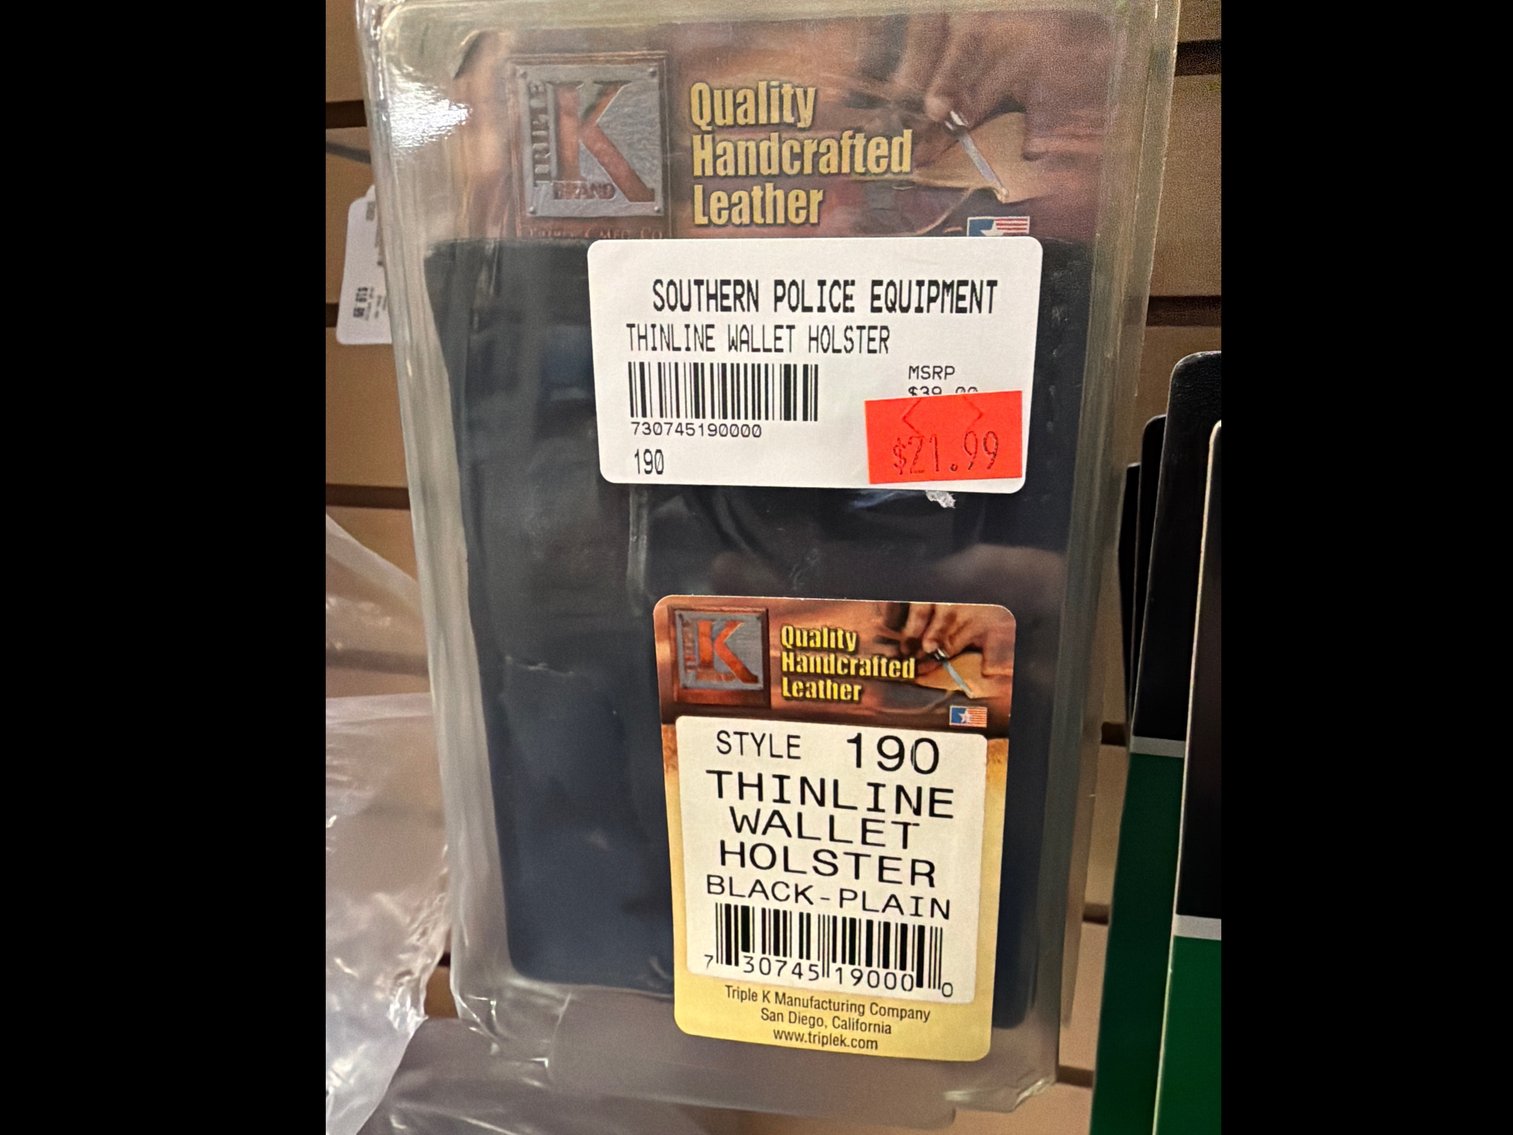 TRIPLE
K
BRAND
Quality
Handcrafted
Leather
SOUTHERN POLICE EQUIPMENT
THINLINE WALLET HOLSTER
MSRP
730745190000
190
$21.99
TRIPLE
K
BRAND
Quality
Handcrafted
Leather
STYLE 190
THINLINE
WALLET
HOLSTER
BLACK-PLAIN
7 30745 19000 0
Triple K Manufacturing Company
San Diego, California
www.triplek.com